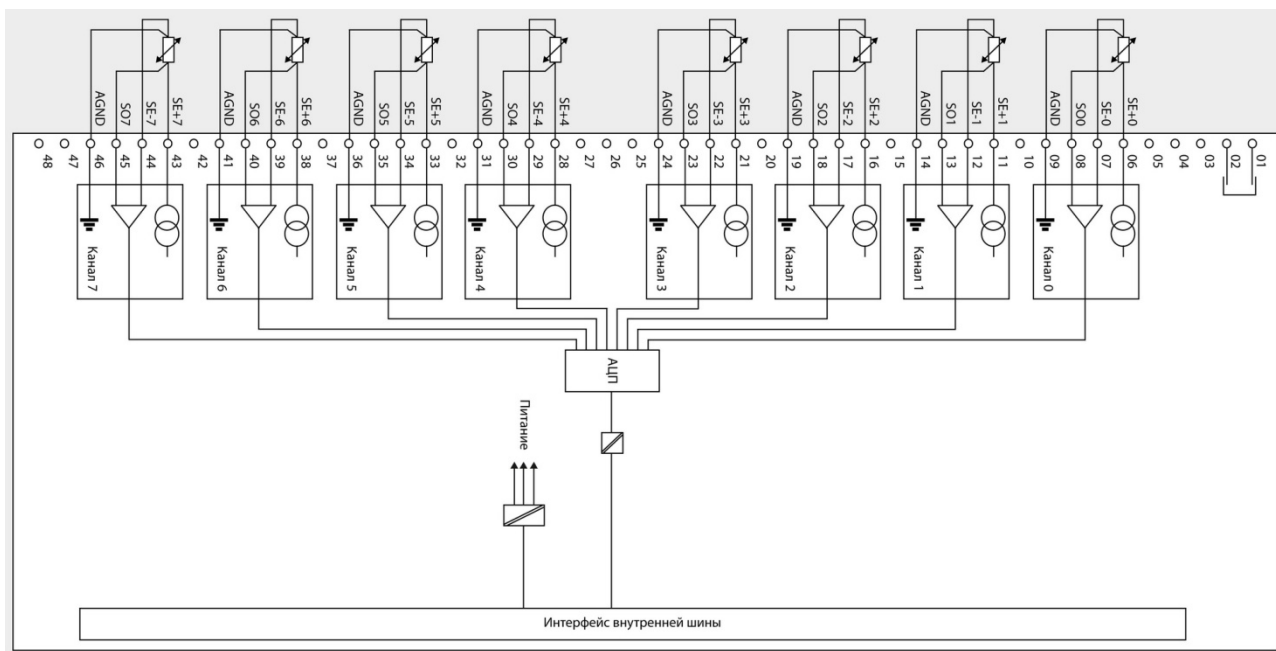 AGND SO7 SE-7 SE+7 AGND SO6 SE-6 SE+6 AGND SO5 SE-5 SE+5 AGND SO4 SE-4 SE+4 AGND SO3 SE-3 SE+3 AGND SO2 SE-2 SE+2 AGND SO1 SE-1 SE+1 AGND SO0 SE-0 SE+0
48 47 46 45 44 43 42 41 40 39 38 37 36 35 34 33 32 31 30 29 28 27 26 25 24 23 22 21 20 19 18 17 16 15 14 13 12 11 10 09 08 07 06 05 04 03 02 01
Канал 7 Канал 6 Канал 5 Канал 4 Канал 3 Канал 2 Канал 1 Канал 0
АЦП
Питание
Интерфейс внутренней шины